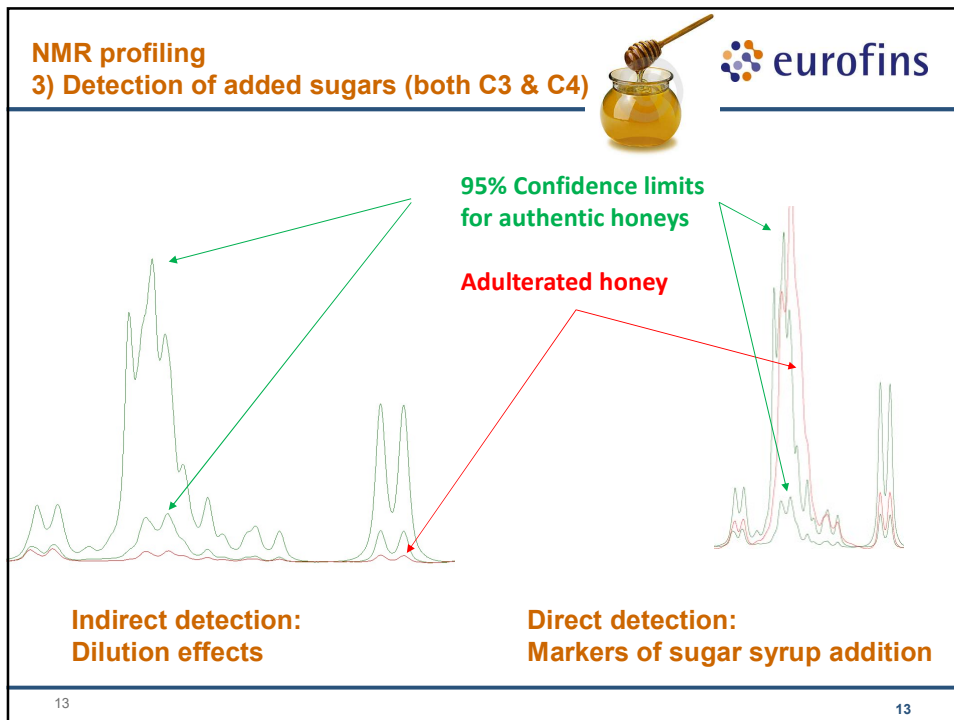 NMR profiling
3) Detection of added sugars (both C3 & C4)
eurofins
95% Confidence limits
for authentic honeys
Adulterated honey
Indirect detection:
Dilution effects
Direct detection:
Markers of sugar syrup addition
13
13